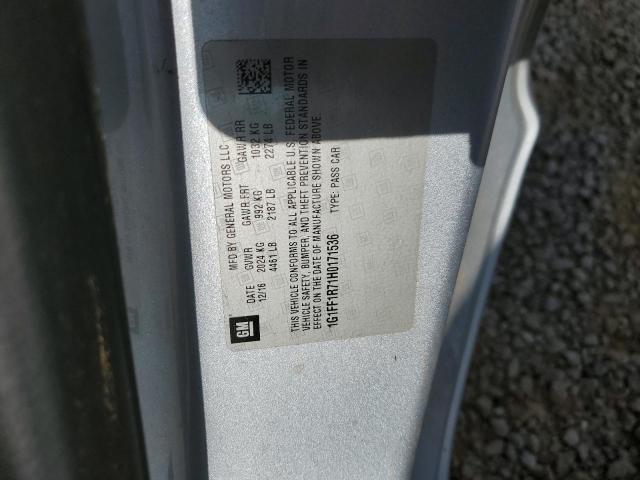 MFD BY GENERAL MOTORS LLC
12/16 GVWR GAWR FRT GAWR RR
2024 KG 992 KG 1032 KG
4461 LB 2187 LB 2274 LB
THIS VEHICLE CONFORMS TO ALL APPLICABLE U.S. FEDERAL MOTOR
VEHICLE SAFETY, BUMPER, AND THEFT PREVENTION STANDARDS IN
EFFECT ON THE DATE OF MANUFACTURE SHOWN ABOVE.
1G1FF1R71H0171536 TYPE: PASS CAR
GM